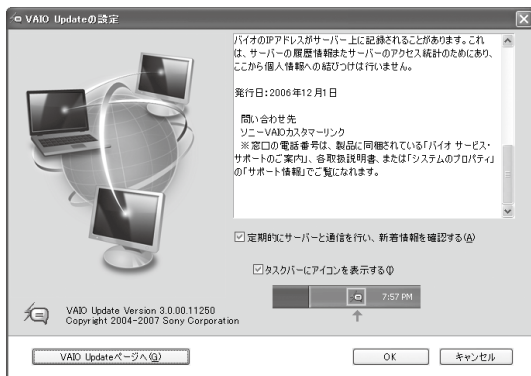 VAIO Updateの設定
バイオのIPアドレスがサーバー上に記録されることがあります。これ
は、サーバーの履歴情報またサーバーのアクセス統計のためにあり、
ここから個人情報への結びつけは行いません。
発行日：2006年12月1日
問い合わせ先
ソニーVAIOカスタマーリンク
※窓口の電話番号は、製品に同梱されている「バイオ サービス・
サポートのご案内」、各取扱説明書、または「システムのプロパティ」
の「サポート情報」でご覧になれます。
定期的にサーバーと通信を行い、新着情報を確認する(A)
タスクバーにアイコンを表示する(I)
7:57 PM
VAIO Update Version 3.0.00.11250
Copyright 2004-2007 Sony Corporation
VAIO Updateページへ(G)
OK
キャンセル